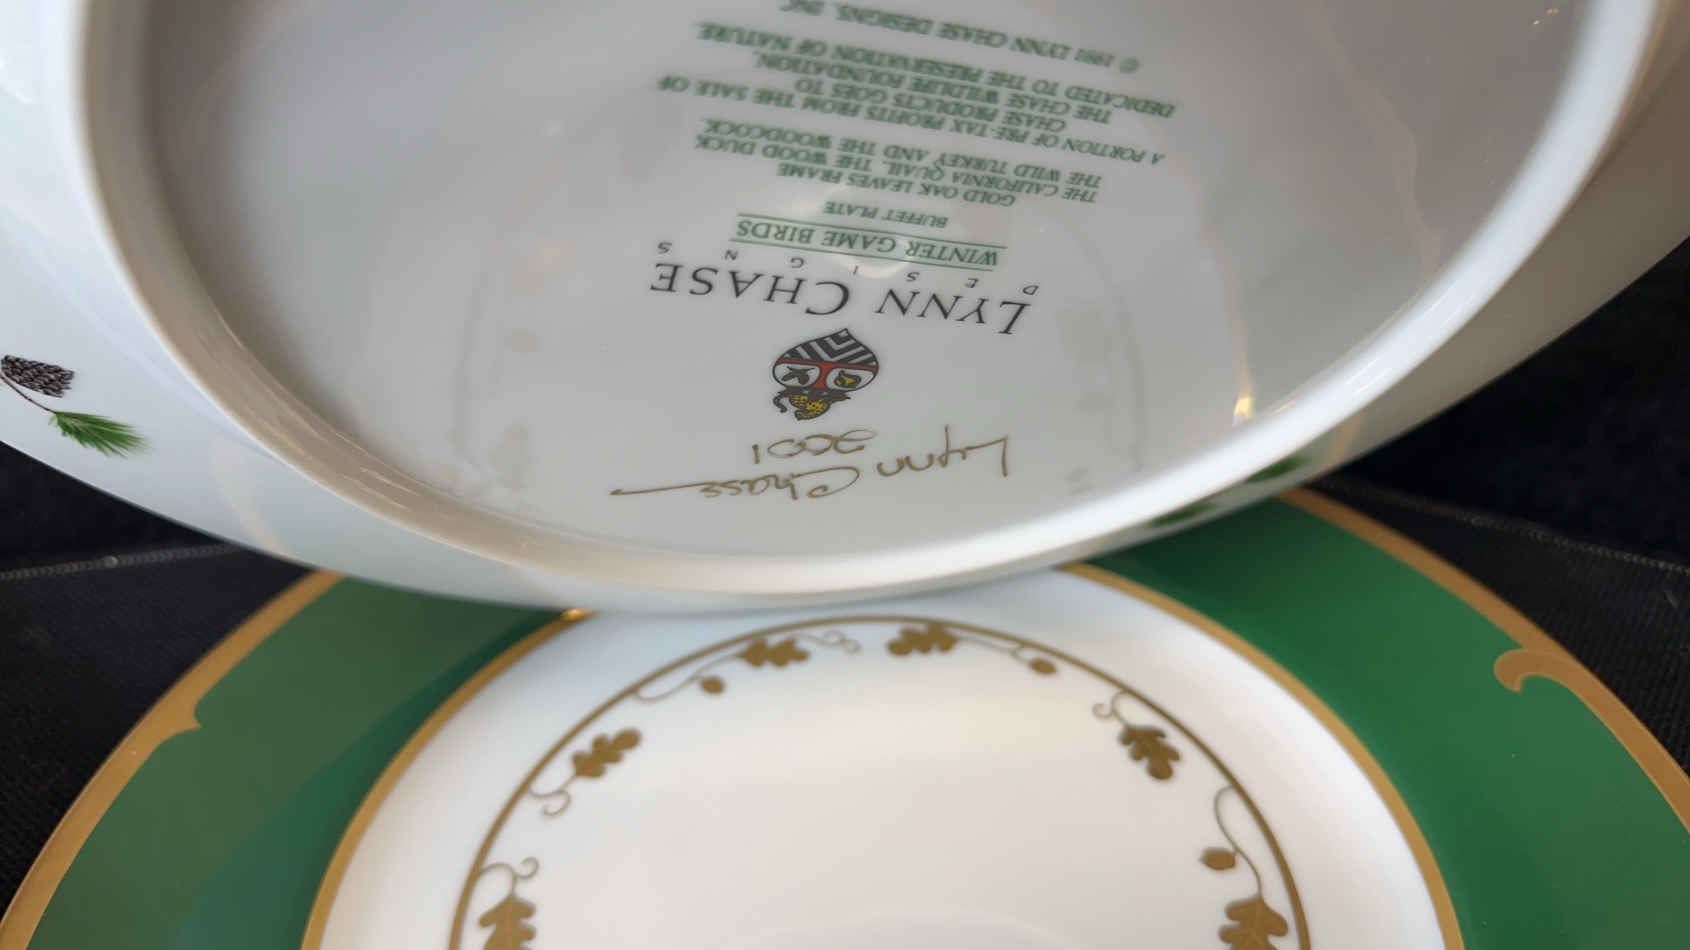 Lynn Chase
2001
LYNN CHASE
DESIGNS
WINTER GAME BIRDS
BUFFET PLATE
GOLD OAK LEAVES FRAME
THE CALIFORNIA QUAIL, THE WOOD DUCK
THE WILD TURKEY AND THE WOODCOCK.
A PORTION OF PRE-TAX PROFITS FROM THE SALE OF
CHASE PRODUCTS GOES TO
THE CHASE WILDLIFE FOUNDATION,
DEDICATED TO THE PRESERVATION OF NATURE.
© 1991 LYNN CHASE DESIGNS, INC